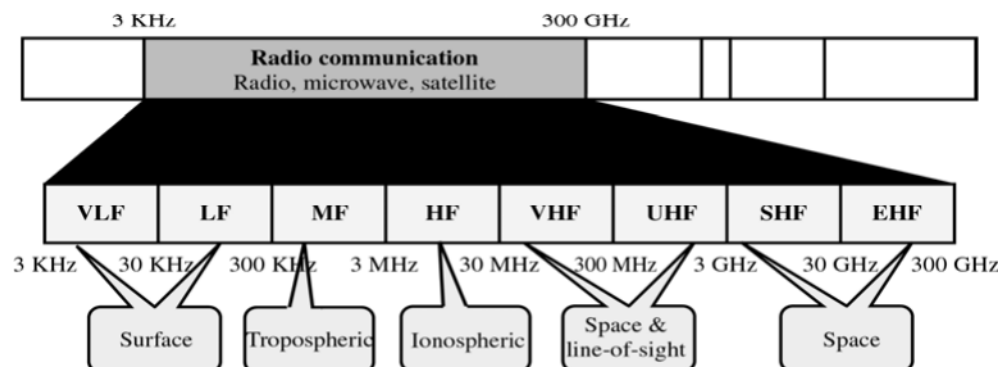 3 KHz 300 GHz
Radio communication
Radio, microwave, satellite
VLF LF MF HF VHF UHF SHF EHF
3 KHz 30 KHz 300 KHz 3 MHz 30 MHz 300 MHz 3 GHz 30 GHz 300 GHz
Surface Tropospheric Ionospheric Space & line-of-sight Space